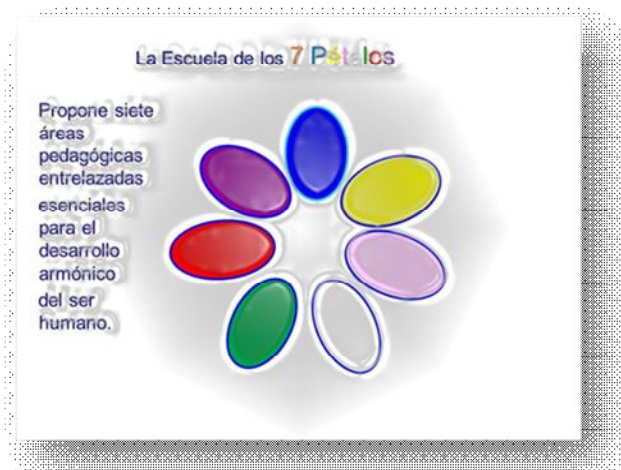 La Escuela de los 7 Pétalos
Propone siete
áreas
pedagógicas
entrelazadas
esenciales
para el
desarrollo
armónico
del ser
humano.